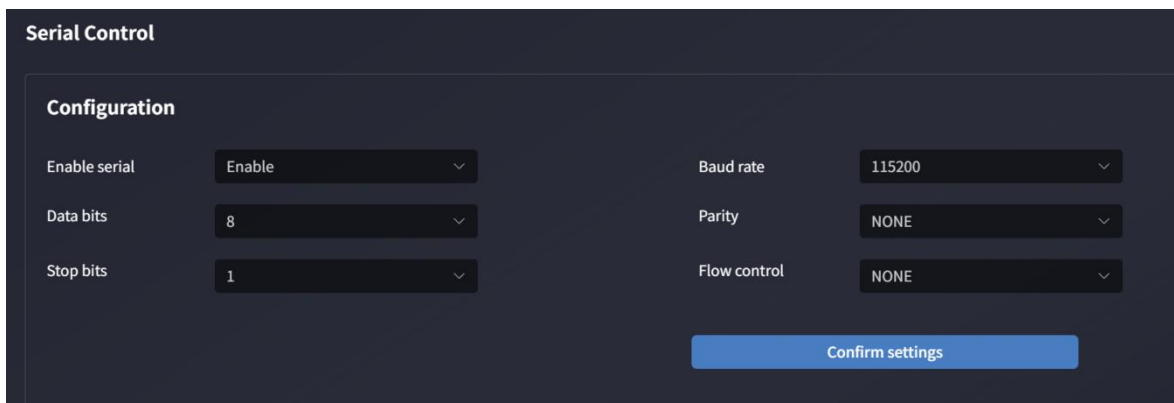 Serial Control
Configuration
Enable serial Enable Baud rate 115200
Data bits 8 Parity NONE
Stop bits 1 Flow control NONE
Confirm settings